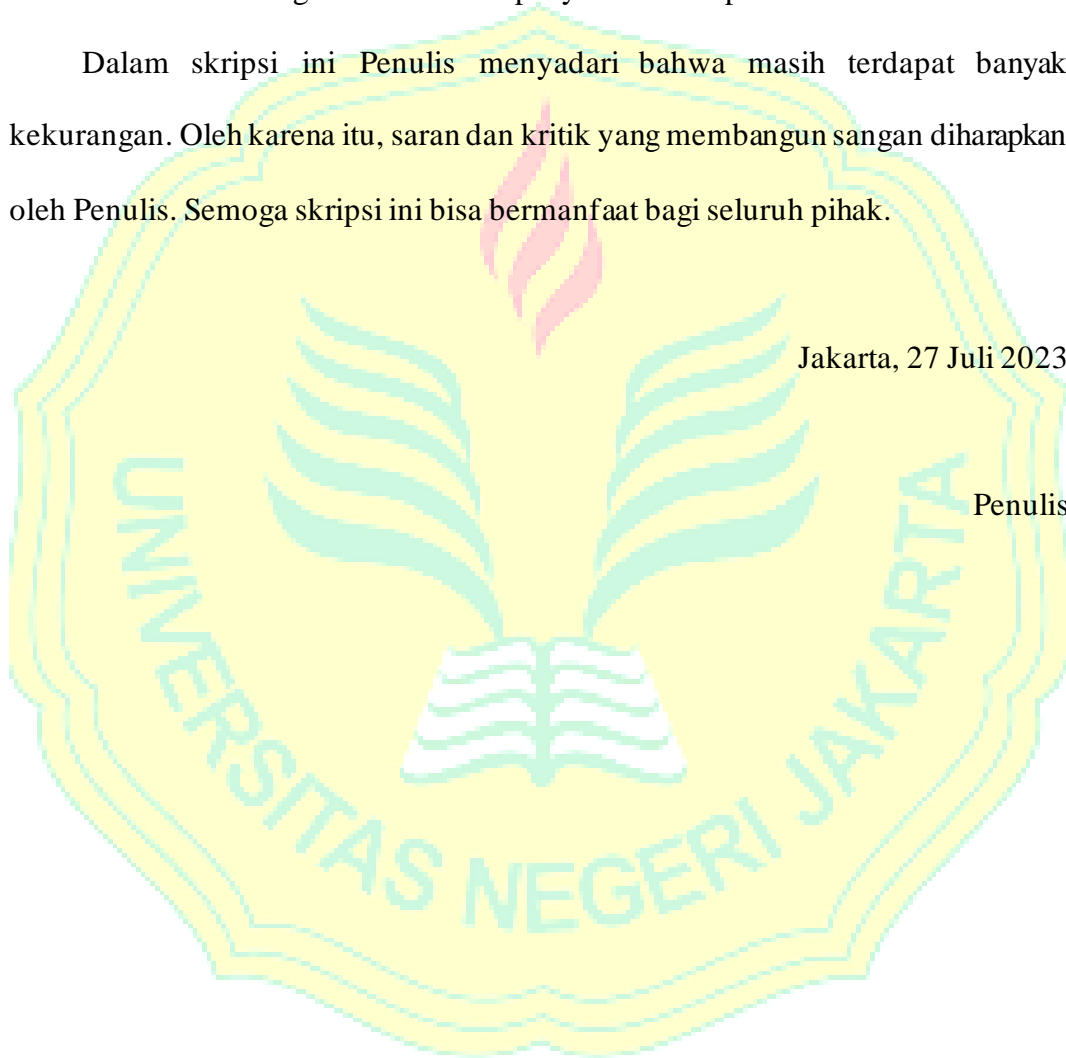 Dalam skripsi ini Penulis menyadari bahwa masih terdapat banyak
kekurangan. Oleh karena itu, saran dan kritik yang membangun sangan diharapkan
oleh Penulis. Semoga skripsi ini bisa bermanfaat bagi seluruh pihak.
Jakarta, 27 Juli 2023
Penulis
UNIVERSITAS NEGERI JAKARTA